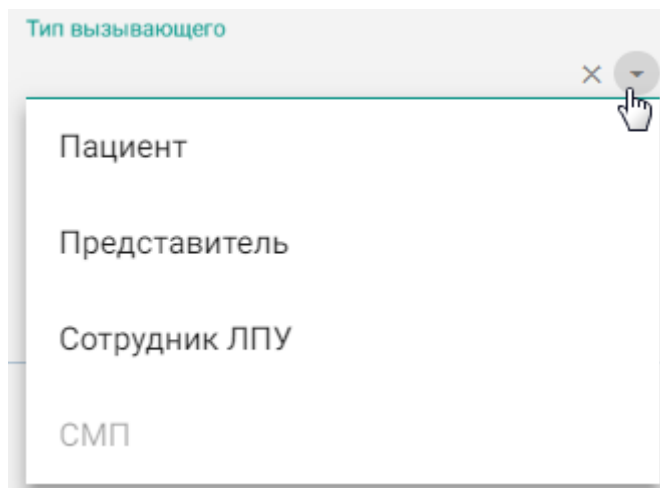 Тип вызывающего
Пациент
Представитель
Сотрудник ЛПУ
СМП